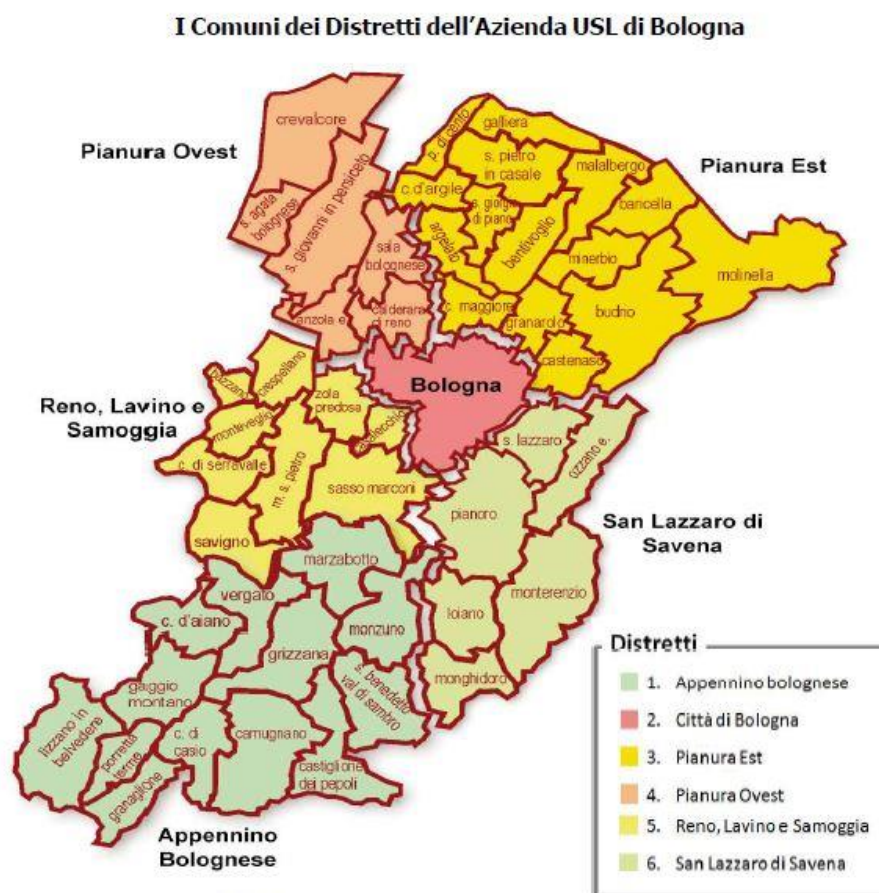 I Comuni dei Distretti dell'Azienda USL di Bologna
Pianura Ovest
crevalcore
s. agata
bolognese
s. giovanni in persiceto
sala
bolognese
anzola e.
calderara
di reno
Pianura Est
p. di cento
galliera
s. pietro
in casale
malalbergo
c.d'argile
s. giorgio
di piano
argelato
bentivoglio
baricella
minerbio
molinella
c. maggiore
granarolo
budrio
castenaso
Bologna
Reno, Lavino e
Samoggia
bazzano
crespellano
zola
predosa
casalecchio
monteveglio
c. di serravalle
m. s. pietro
sasso marconi
savigno
San Lazzaro di
Savena
s. lazzaro
ozzano e.
pianoro
monterenzio
loiano
monghidoro
marzabotto
vergato
c. d'aiano
monzuno
grizzana
s. benedetto
val di sambro
gaggio
montano
lizzano in
belvedere
porretta
terme
c. di
casio
camugnano
castiglione
dei pepoli
granaglione
Appennino
Bolognese
Distretti
1. Appennino bolognese
2. Città di Bologna
3. Pianura Est
4. Pianura Ovest
5. Reno, Lavino e Samoggia
6. San Lazzaro di Savena